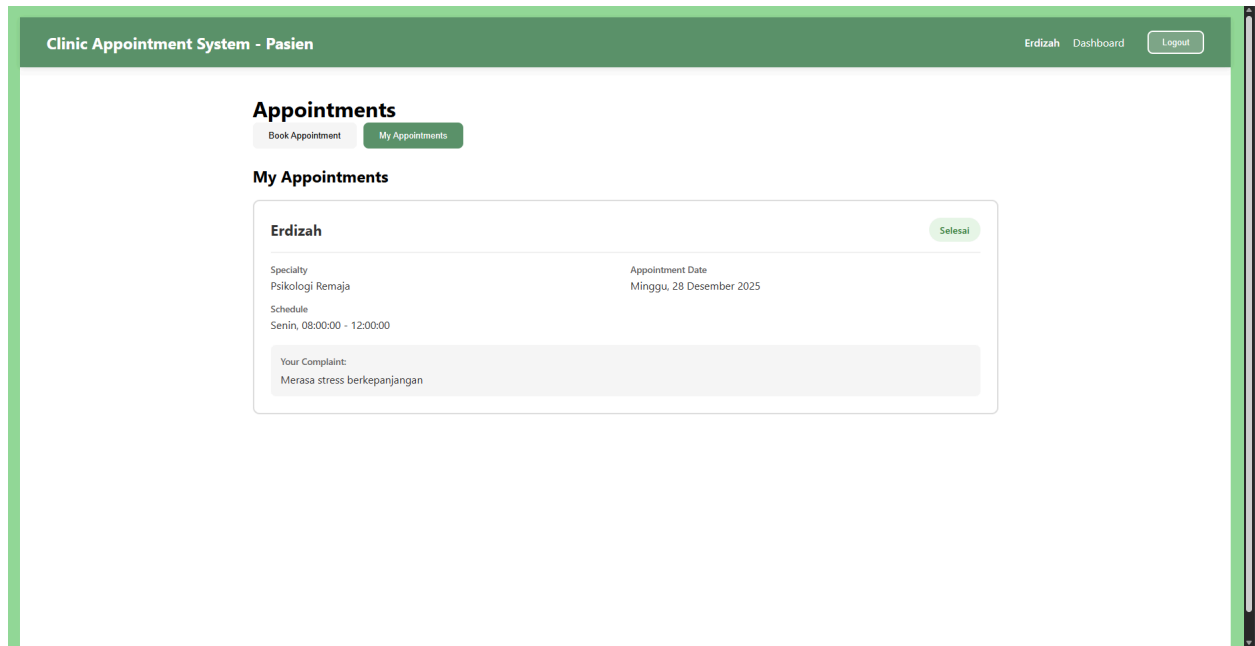 Clinic Appointment System - Pasien
Erdizah Dashboard Logout
Appointments
Book Appointment My Appointments
My Appointments
Erdizah Selesai
Specialty Appointment Date
Psikologi Remaja Minggu, 28 Desember 2025
Schedule
Senin, 08:00:00 - 12:00:00
Your Complaint:
Merasa stress berkepanjangan